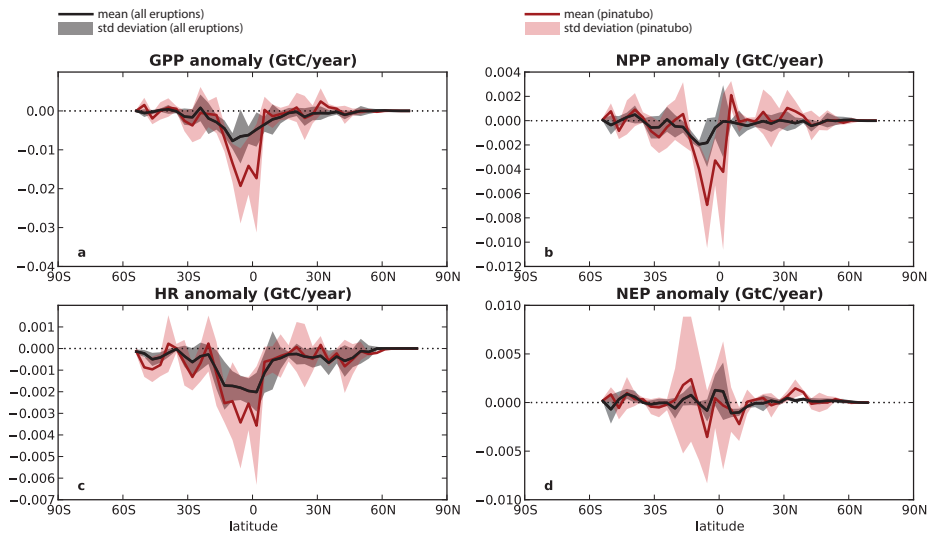 mean (all eruptions)
std deviation (all eruptions)
mean (pinatubo)
std deviation (pinatubo)
GPP anomaly (GtC/year)
0.00
−0.01
−0.02
−0.03
−0.04
a
90S 60S 30S 0 30N 60N 90N
NPP anomaly (GtC/year)
0.004
0.002
0.000
−0.002
−0.004
−0.006
−0.008
−0.010
−0.012
b
90S 60S 30S 0 30N 60N 90N
HR anomaly (GtC/year)
0.001
0.000
−0.001
−0.002
−0.003
−0.004
−0.005
−0.006
−0.007
c
90S 60S 30S 0 30N 60N 90N
latitude
NEP anomaly (GtC/year)
0.010
0.005
0.000
−0.005
−0.010
d
90S 60S 30S 0 30N 60N 90N
latitude